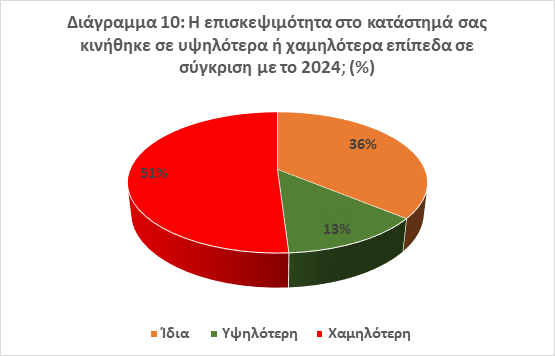 Διάγραμμα 10: Η επισκεψιμότητα στο κατάστημά σας
κινήθηκε σε υψηλότερα ή χαμηλότερα επίπεδα σε
σύγκριση με το 2024; (%)
36%
51%
13%
Ίδια Υψηλότερη Χαμηλότερη